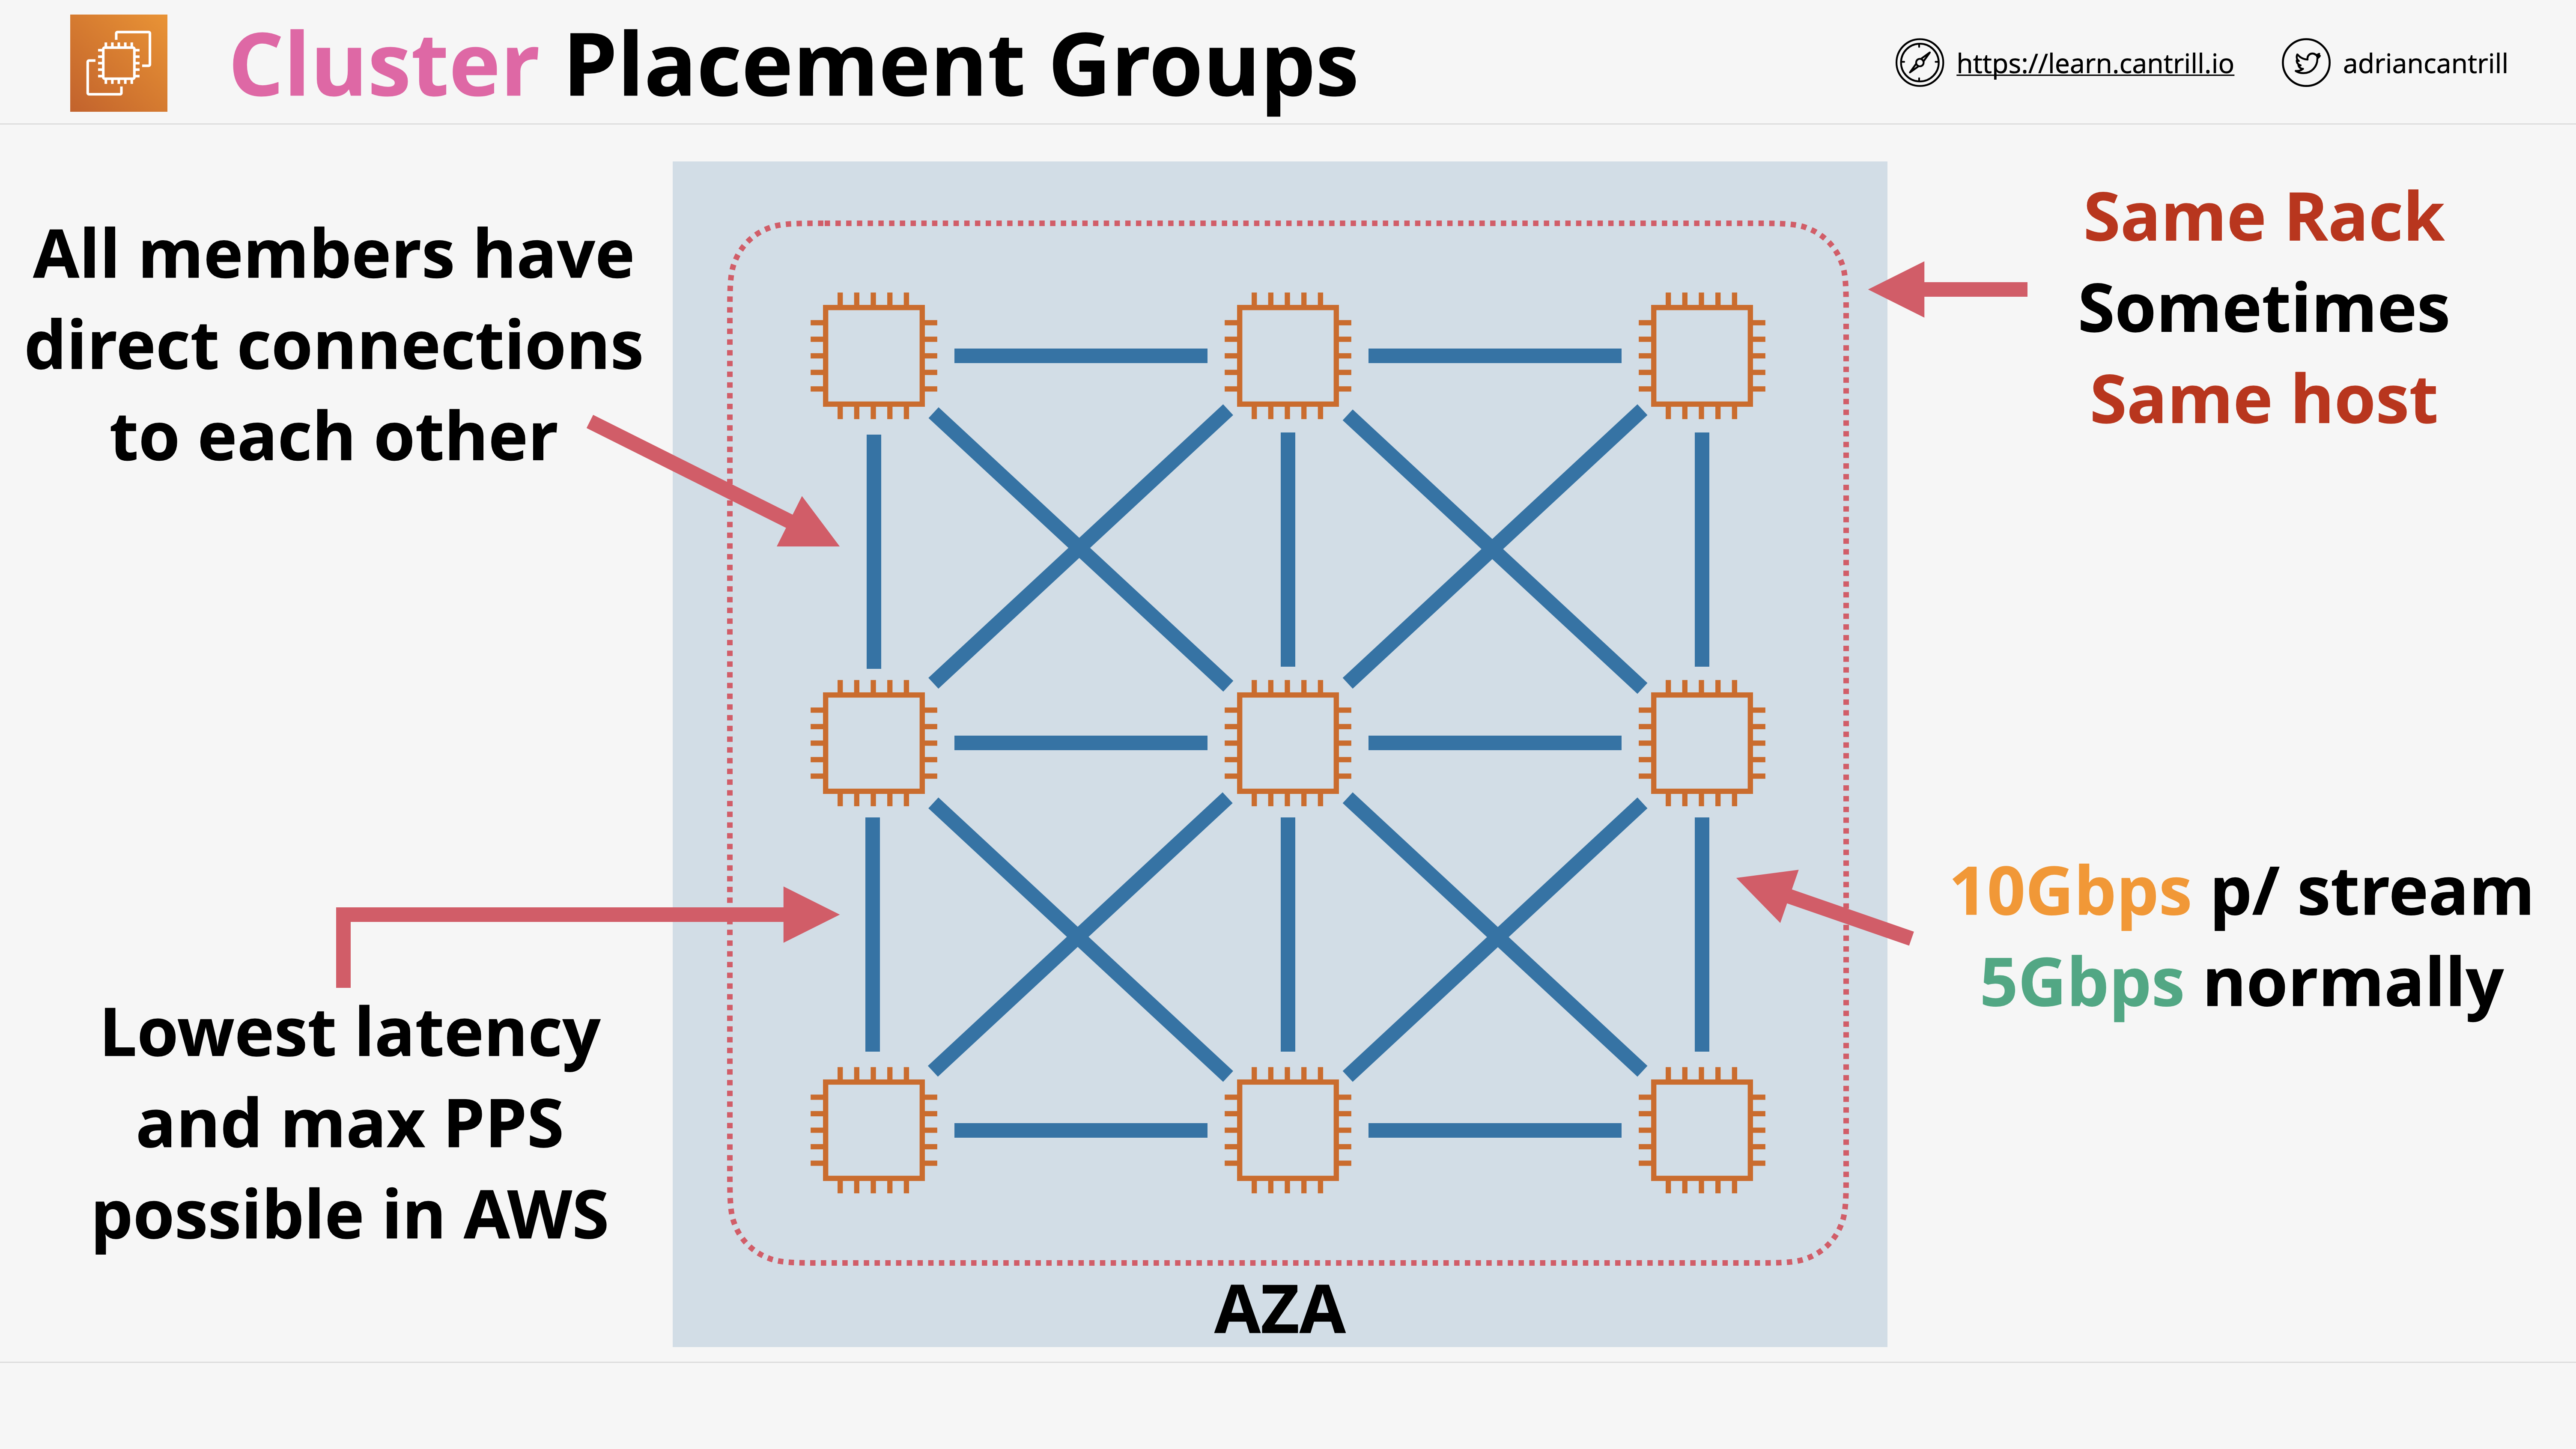 Cluster Placement Groups
https://learn.cantrill.io
adriancantrill
All members have
direct connections
to each other
Same Rack
Sometimes
Same host
10Gbps p/ stream
5Gbps normally
Lowest latency
and max PPS
possible in AWS
AZA